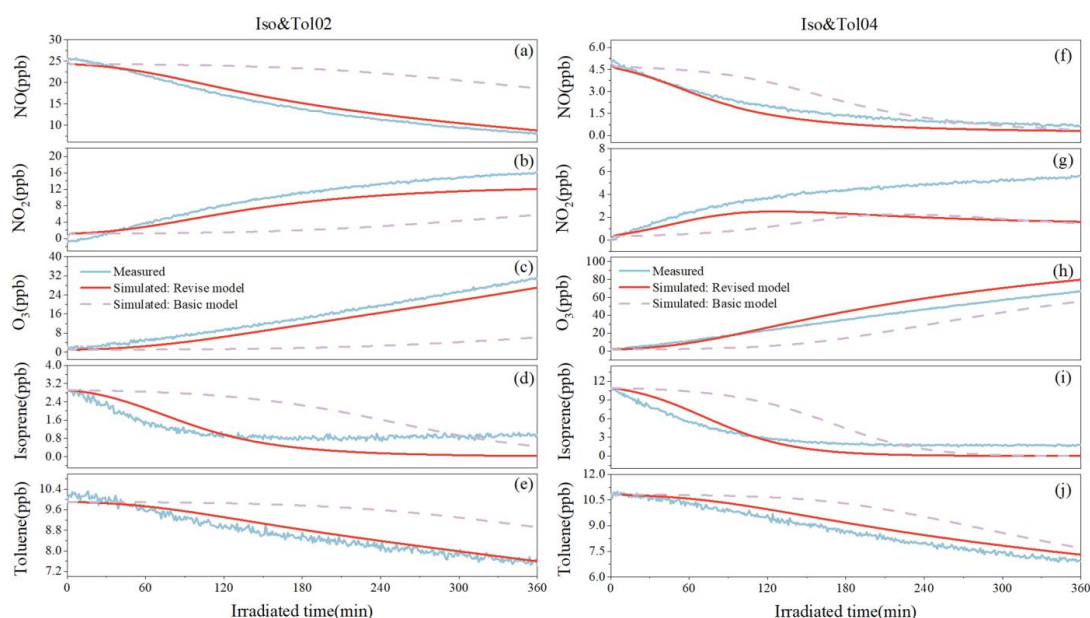 Iso&Tol02
(a)
NO(ppb)
30
25
20
15
10
(b)
NO2(ppb)
20
16
12
8
4
0
(c)
O3(ppb)
40
32
24
16
8
0
Measured
Simulated: Revise model
Simulated: Basic model
(d)
Isoprene(ppb)
4.0
3.2
2.4
1.6
0.8
0.0
(e)
Toluene(ppb)
10.4
9.6
8.8
8.0
7.2
0 60 120 180 240 300 360
Irradiated time(min)
Iso&Tol04
(f)
NO(ppb)
6.0
4.5
3.0
1.5
0.0
(g)
NO2(ppb)
8
6
4
2
0
(h)
O3(ppb)
100
80
60
40
20
0
Measured
Simulated: Revised model
Simulated: Basic model
(i)
Isoprene(ppb)
12
9
6
3
0
(j)
Toluene(ppb)
12.0
10.5
9.0
7.5
6.0
0 60 120 180 240 300 360
Irradiated time(min)